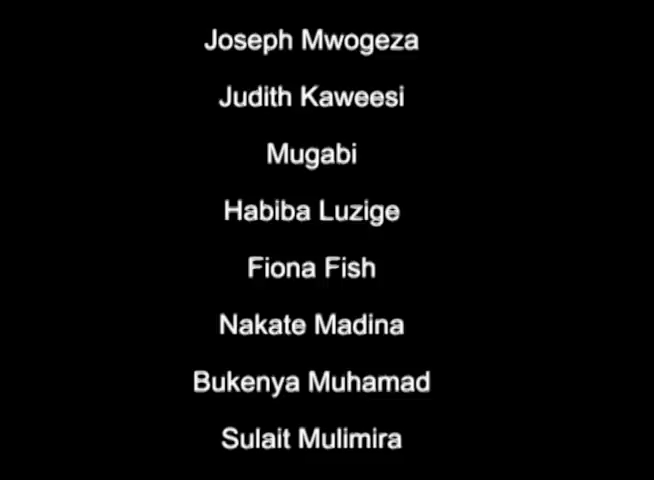 Joseph Mwogeza
Judith Kaweesi
Mugabi
Habiba Luzige
Fiona Fish
Nakate Madina
Bukenya Muhamad
Sulait Mulimira